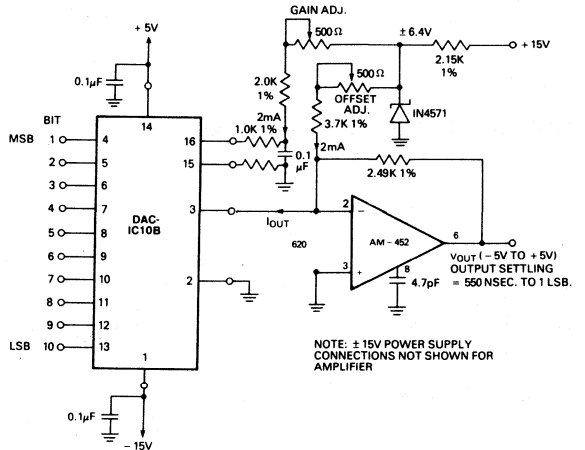 GAIN ADJ.
+ 5V
500Ω
± 6.4V
+ 15V
2.15K
1%
0.1μF
2.0K
1%
500Ω
OFFSET
ADJ.
IN4571
BIT
14
2mA
1.0K 1%
3.7K 1%
2mA
MSB 1 4
16
0.1
μF
2 5
15
2.49K 1%
3 6
4 7
DAC-
IC10B
3
IOUT
2
−
AM - 452
6
5 8
620
6 9
VOUT (− 5V TO + 5V)
OUTPUT SETTLING
= 550 NSEC. TO 1 LSB.
7 10
2
3
+
8
4.7pF
8 11
9 12
LSB 10 13
1
NOTE: ± 15V POWER SUPPLY
CONNECTIONS NOT SHOWN FOR
AMPLIFIER
0.1μF
− 15V